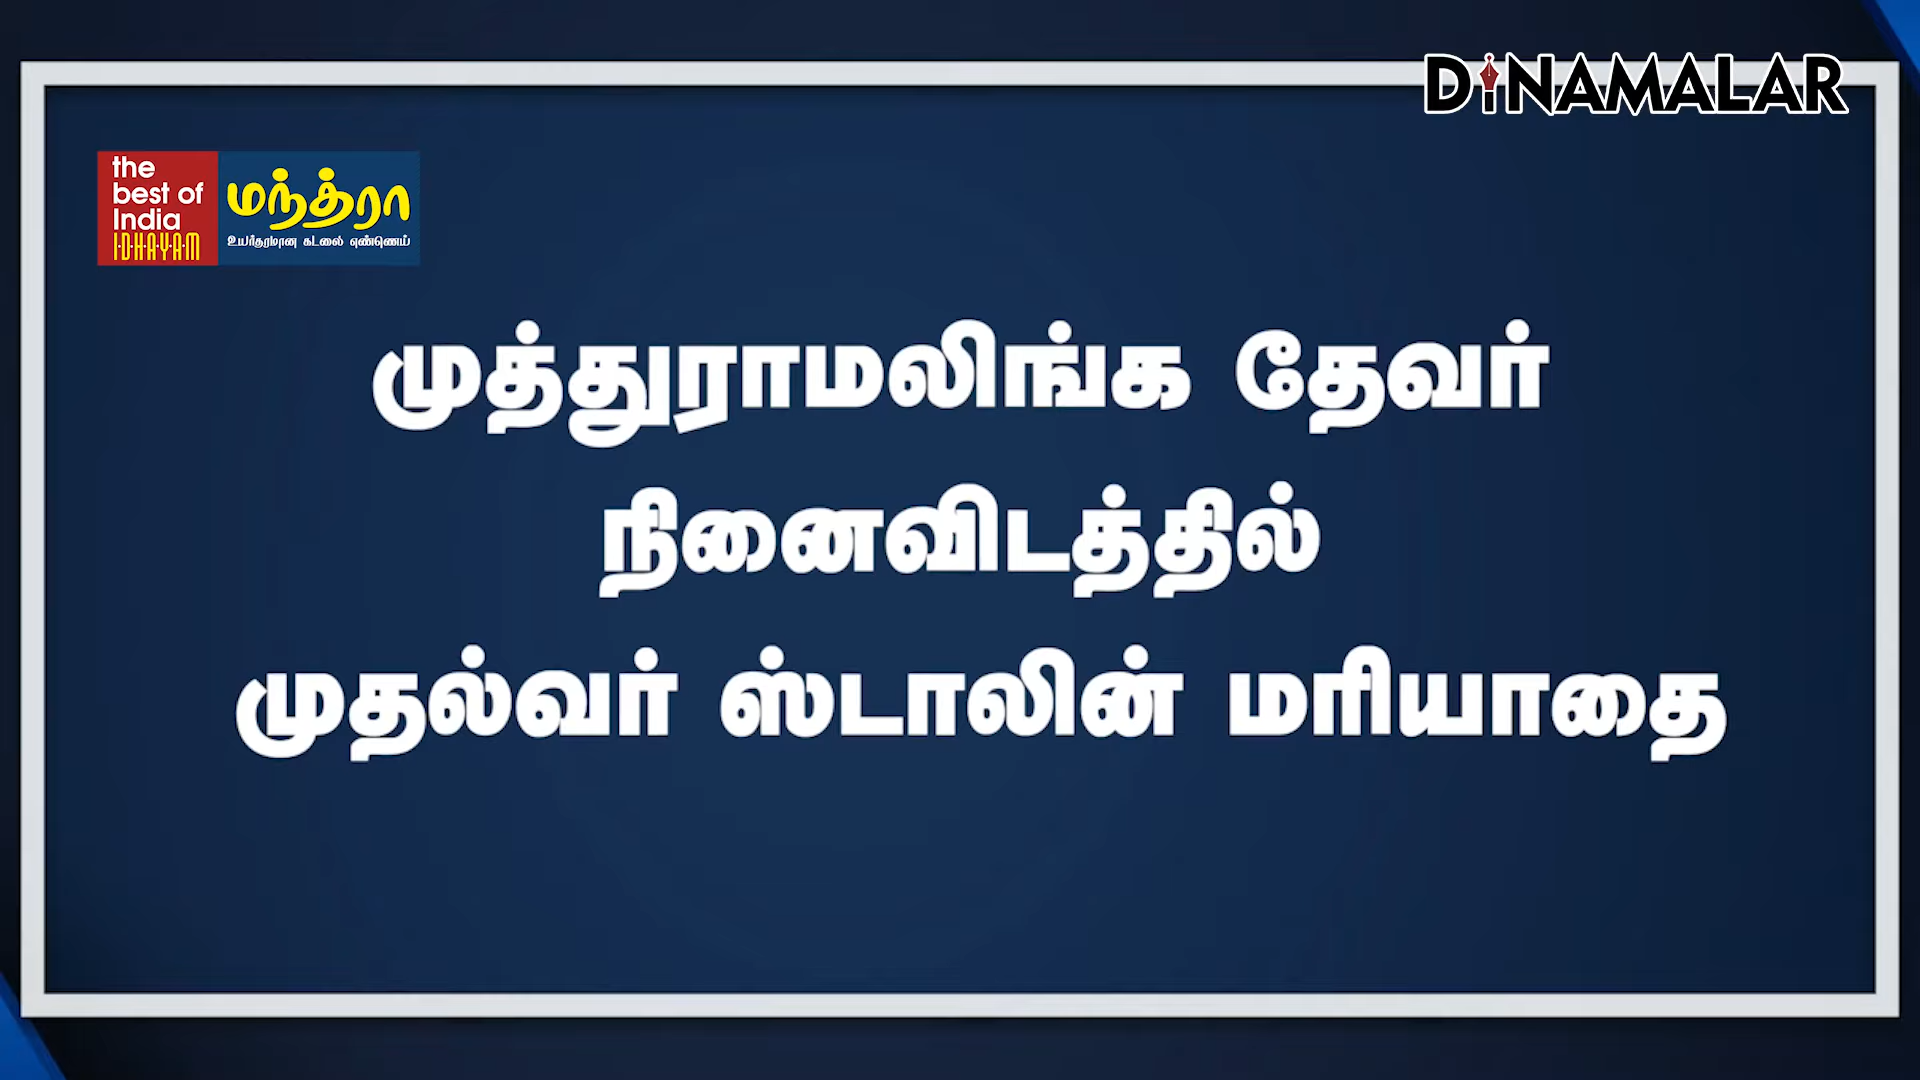 DINAMALAR
the
best of
India
IDHAYAM
மந்த்ரா
உயர்தரமான கடலை எண்ணெய்
முத்துராமலிங்க தேவர்
நினைவிடத்தில்
முதல்வர் ஸ்டாலின் மரியாதை